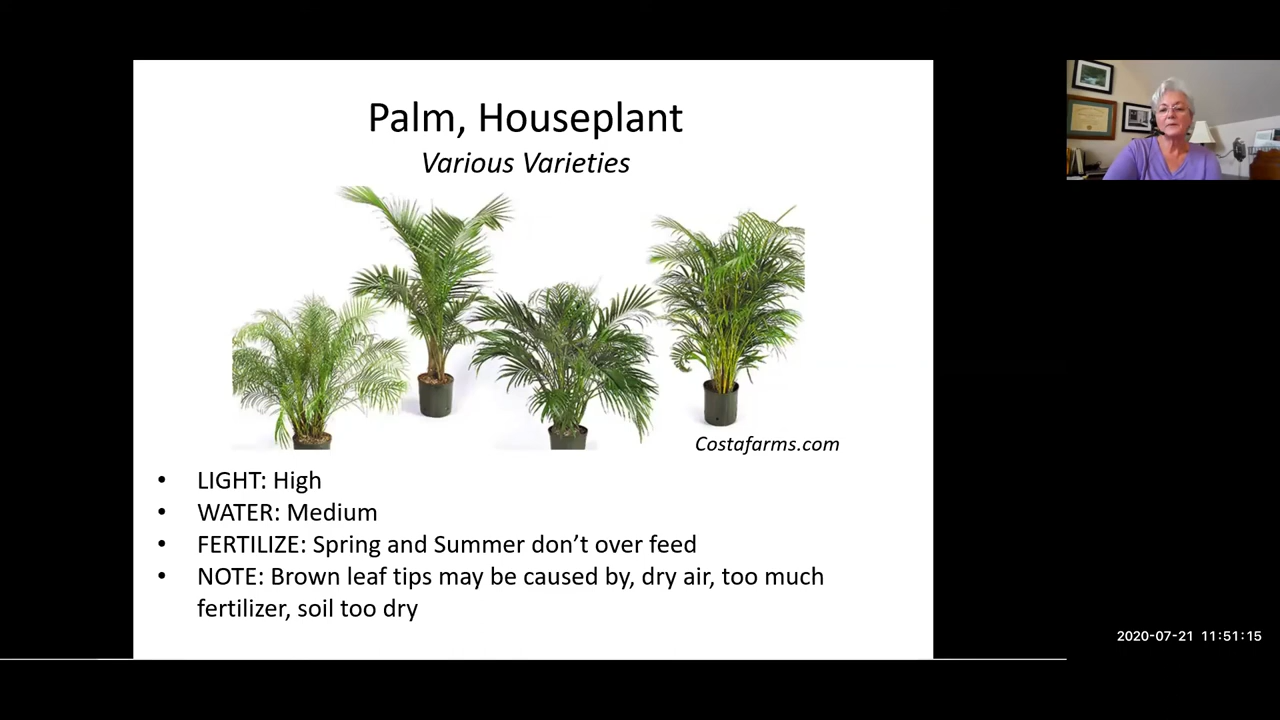 Palm, Houseplant
Various Varieties
Costafarms.com
• LIGHT: High
• WATER: Medium
• FERTILIZE: Spring and Summer don’t over feed
• NOTE: Brown leaf tips may be caused by, dry air, too much
fertilizer, soil too dry
2020-07-21 11:51:15